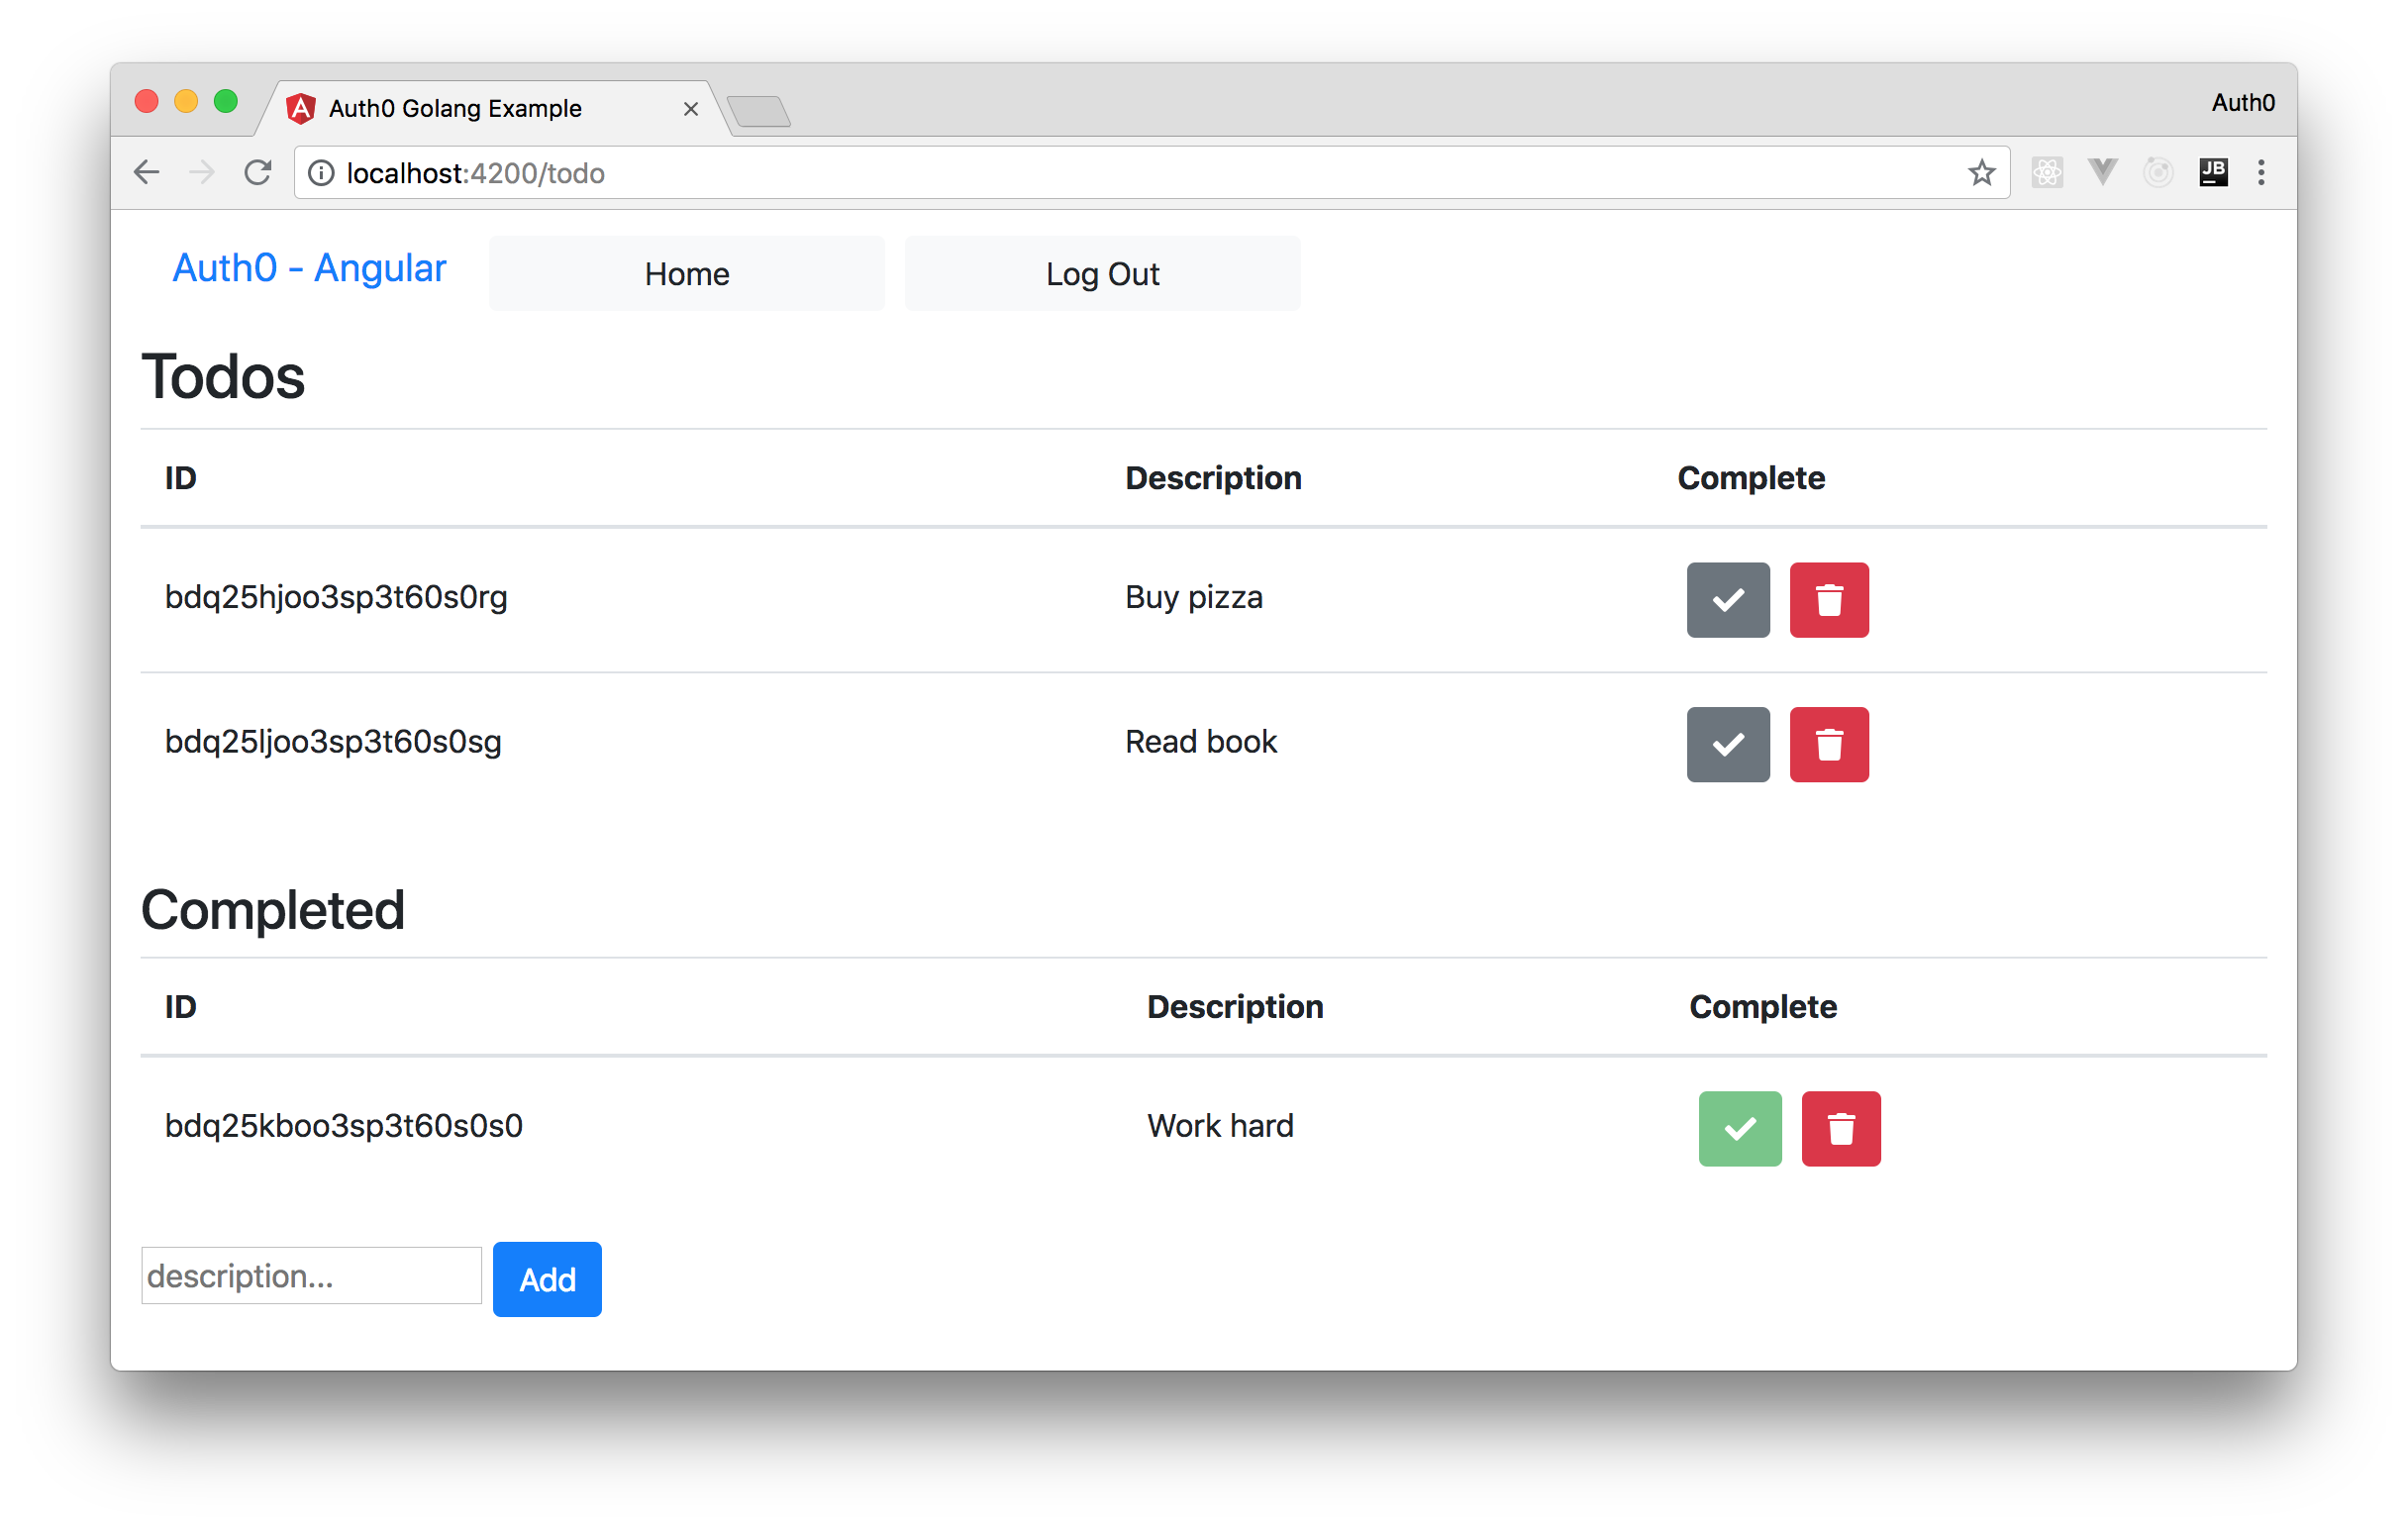 Auth0 Golang Example
Auth0
localhost:4200/todo
JB
Auth0 - Angular Home Log Out
Todos
ID Description Complete
bdq25hjoo3sp3t60s0rg Buy pizza
bdq25ljoo3sp3t60s0sg Read book
Completed
ID Description Complete
bdq25kboo3sp3t60s0s0 Work hard
description... Add